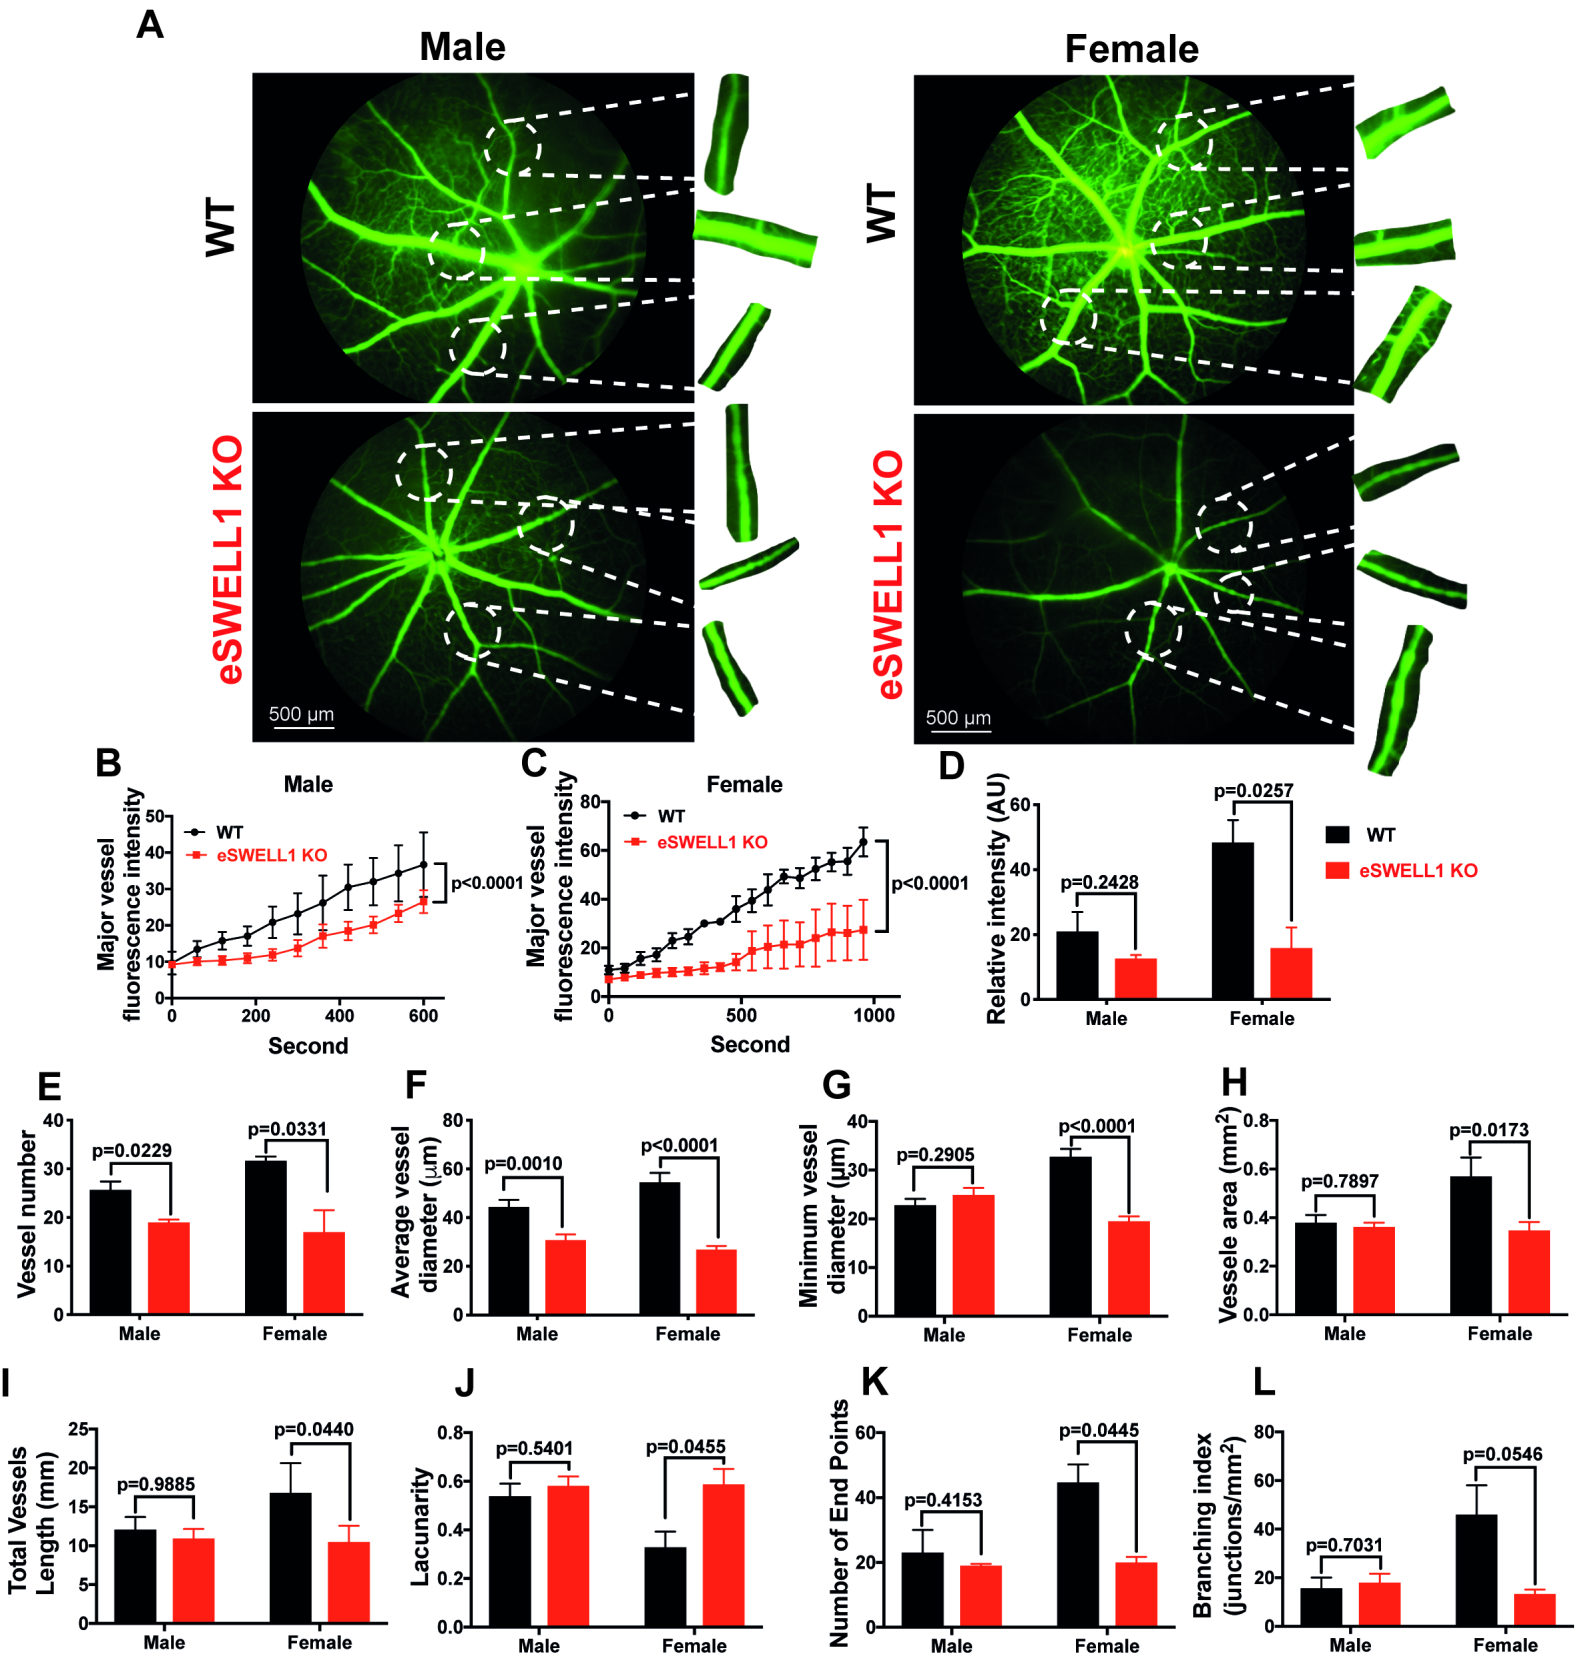 A
Male
Female
WT
WT
eSWELL1 KO
eSWELL1 KO
500 µm
500 µm
B
Male
Major vessel
fluorescence intensity
50
40
30
20
10
0
WT
eSWELL1 KO
p<0.0001
0
200
400
600
Second
C
Female
Major vessel
fluorescence intensity
80
60
40
20
0
WT
eSWELL1 KO
p<0.0001
0
500
1000
Second
D
Relative intensity (AU)
60
40
20
0
p=0.2428
p=0.0257
Male
Female
WT
eSWELL1 KO
E
Vessel number
40
30
20
10
0
p=0.0229
p=0.0331
Male
Female
F
Average vessel
diameter (µm)
80
60
40
20
0
p=0.0010
p<0.0001
Male
Female
G
Minimum vessel
diameter (µm)
40
30
20
10
0
p=0.2905
p<0.0001
Male
Female
H
Vessele area (mm²)
0.8
0.6
0.4
0.2
0.0
p=0.7897
p=0.0173
Male
Female
I
Total Vessels
Length (mm)
25
20
15
10
5
0
p=0.9885
p=0.0440
Male
Female
J
Lacunarity
0.8
0.6
0.4
0.2
0.0
p=0.5401
p=0.0455
Male
Female
K
Number of End Points
60
40
20
0
p=0.4153
p=0.0445
Male
Female
L
Branching index
(junctions/mm²)
80
60
40
20
0
p=0.7031
p=0.0546
Male
Female